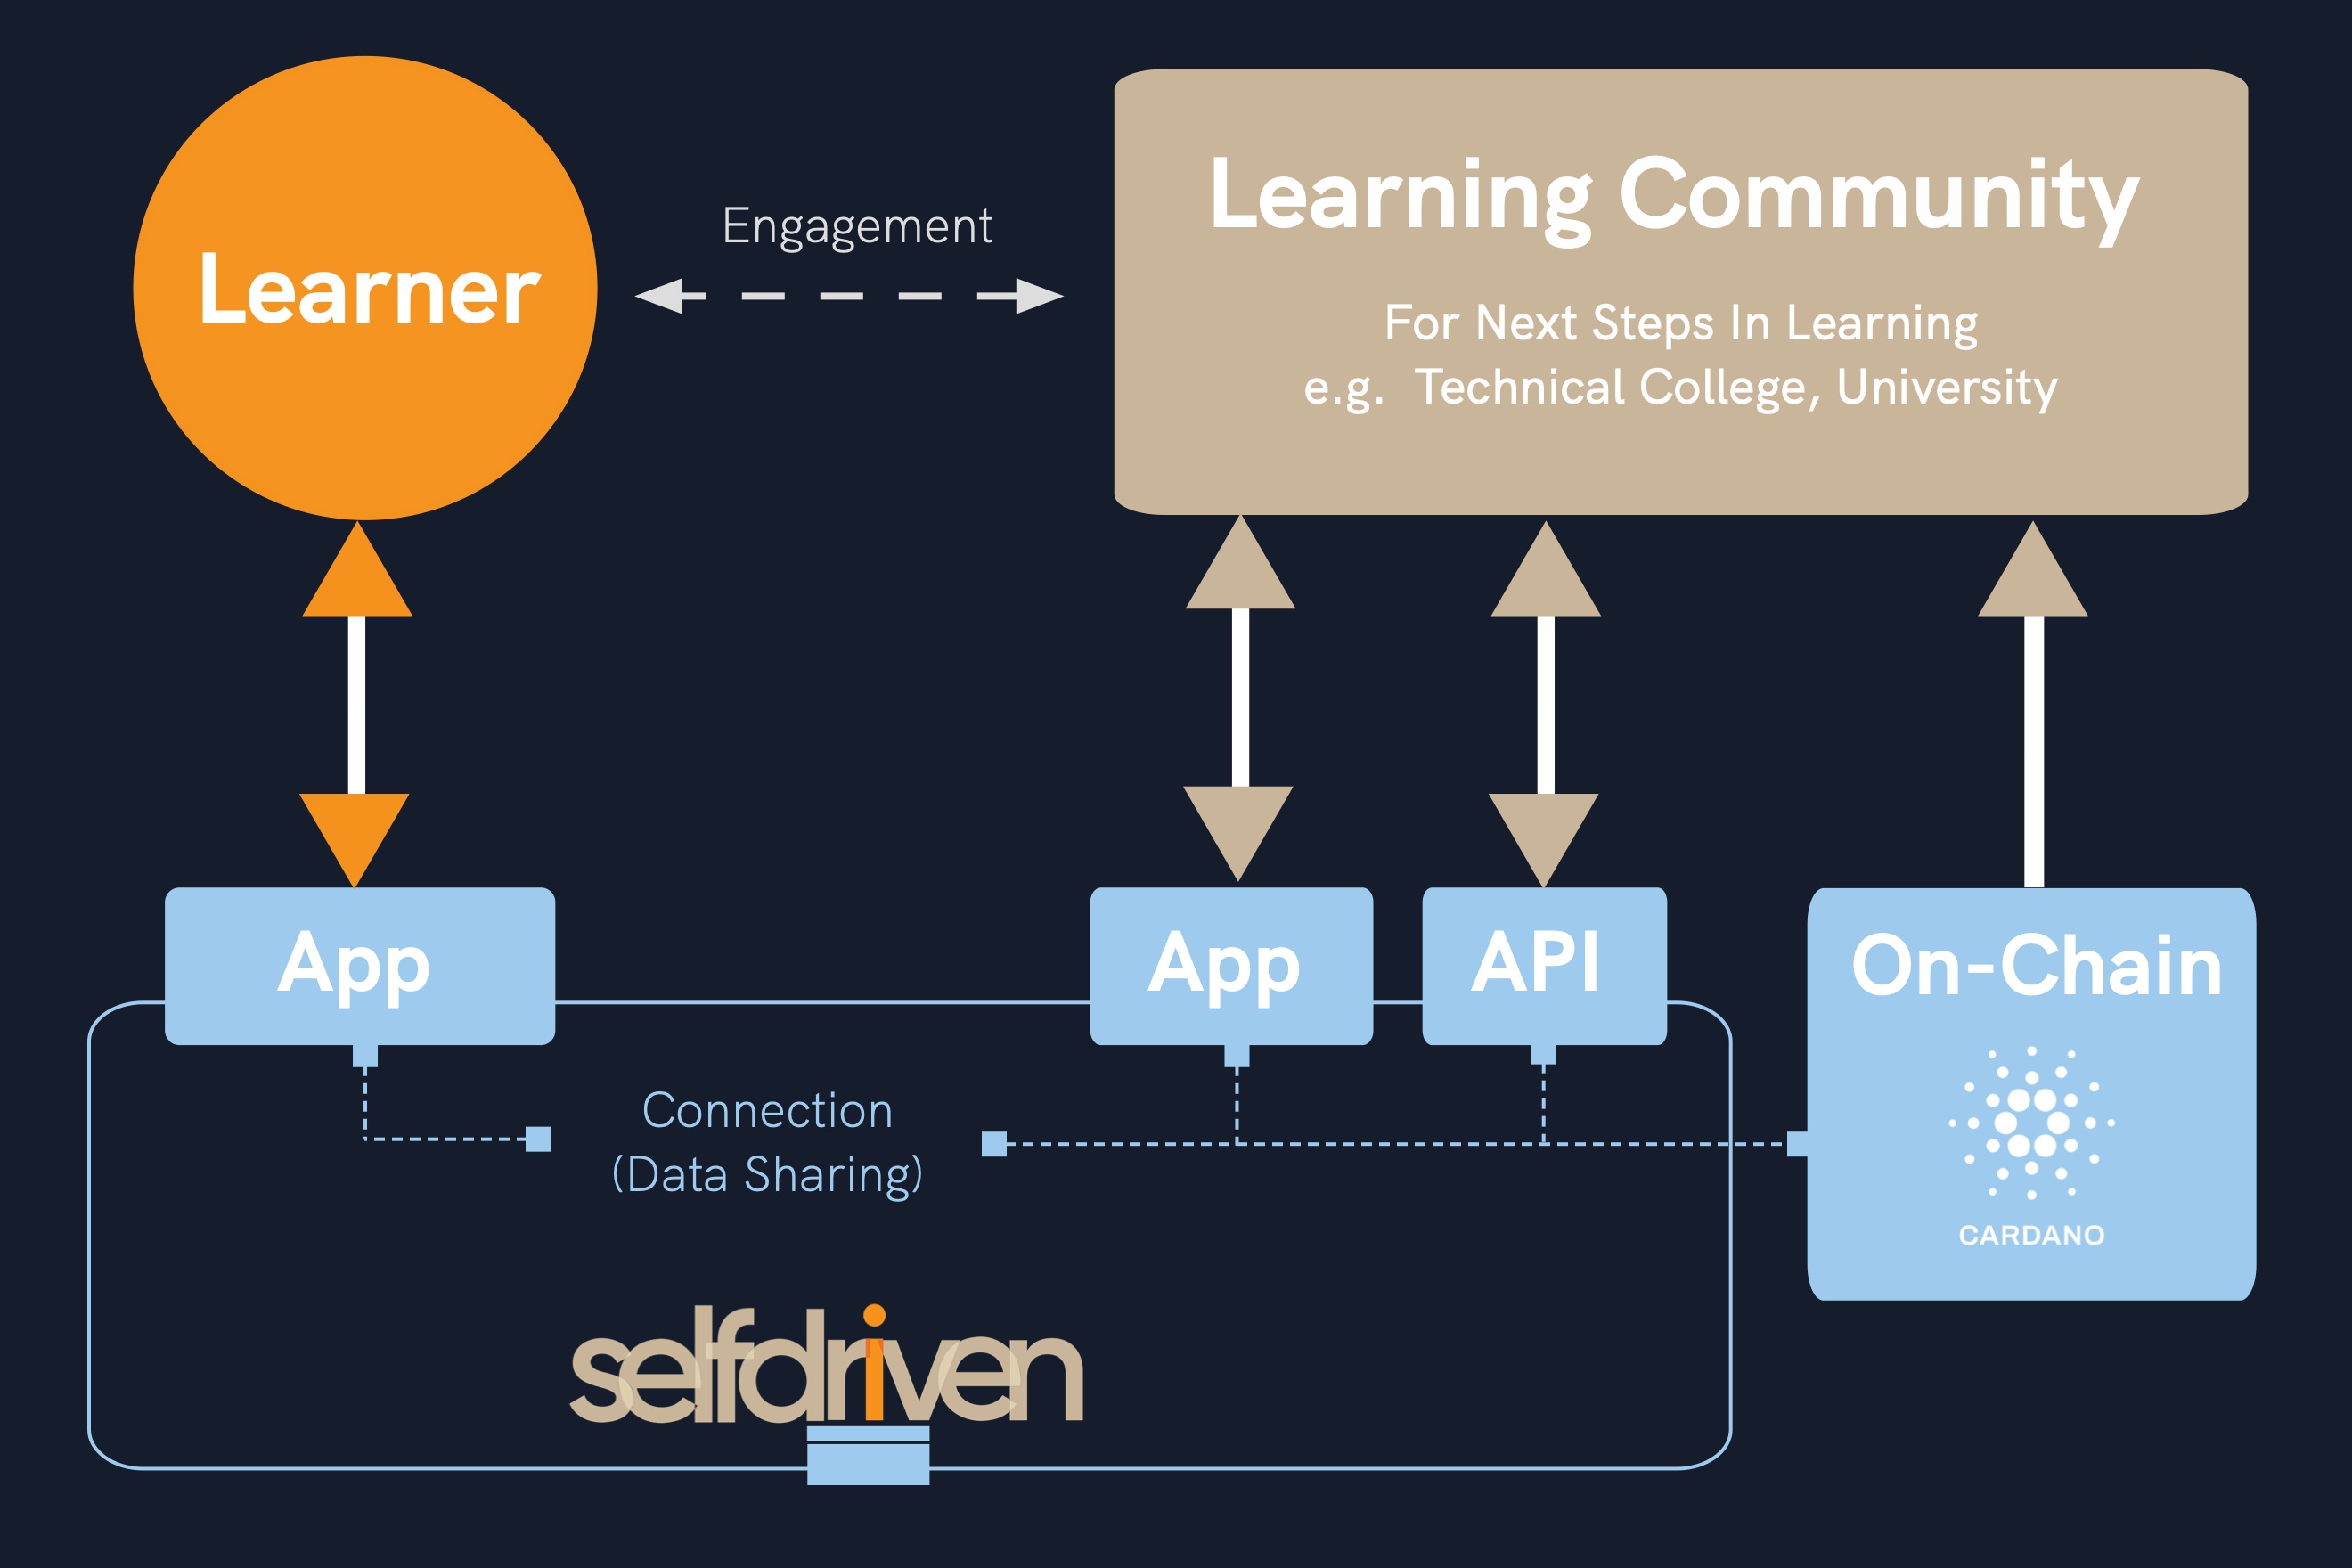 Learning Community
Engagement
Learner
For Next Steps In Learning
e.g. Technical College, University
App
App
API
On-Chain
Connection
(Data Sharing)
CARDANO
selfdriven